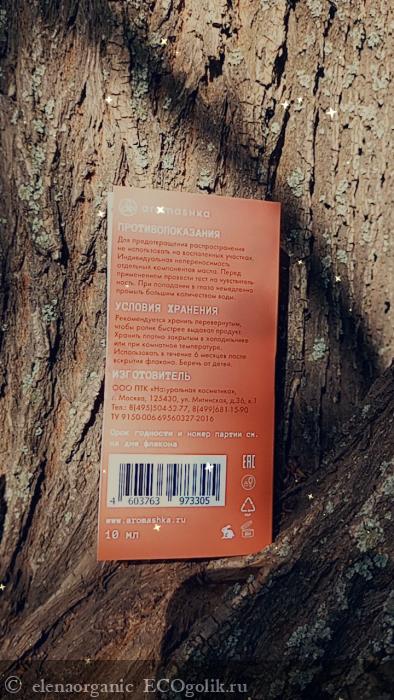 aromashka
ПРОТИВОПОКАЗАНИЯ
Для предотвращения распространения
не использовать на воспаленных участках.
Индивидуальная непереносимость
отдельных компонентов масла. Перед
применением провести тест на чувствитель
ность. При попадании в глаза немедленно
промыть большим количеством воды.
УСЛОВИЯ ХРАНЕНИЯ
Рекомендуется хранить перевернутым,
чтобы ролик быстрее выдавал продукт.
Хранить плотно закрытым в холодильнике
или при комнатной температуре.
Использовать в течение 6 месяцев после
вскрытия флакона. Беречь от детей.
ИЗГОТОВИТЕЛЬ
ООО ПТК «Натуральная косметика»,
г. Москва, 125430, ул. Митинская, д.36, к.1
Тел.: 8(495)504-52-77, 8(499)681-15-90
ТУ 9150-006-69560327-2016
Срок годности и номер партии см.
на дне флакона
EAC
4 603763 973305
www.aromashka.ru
10 мл
© elenaorganic ECOgolik.ru